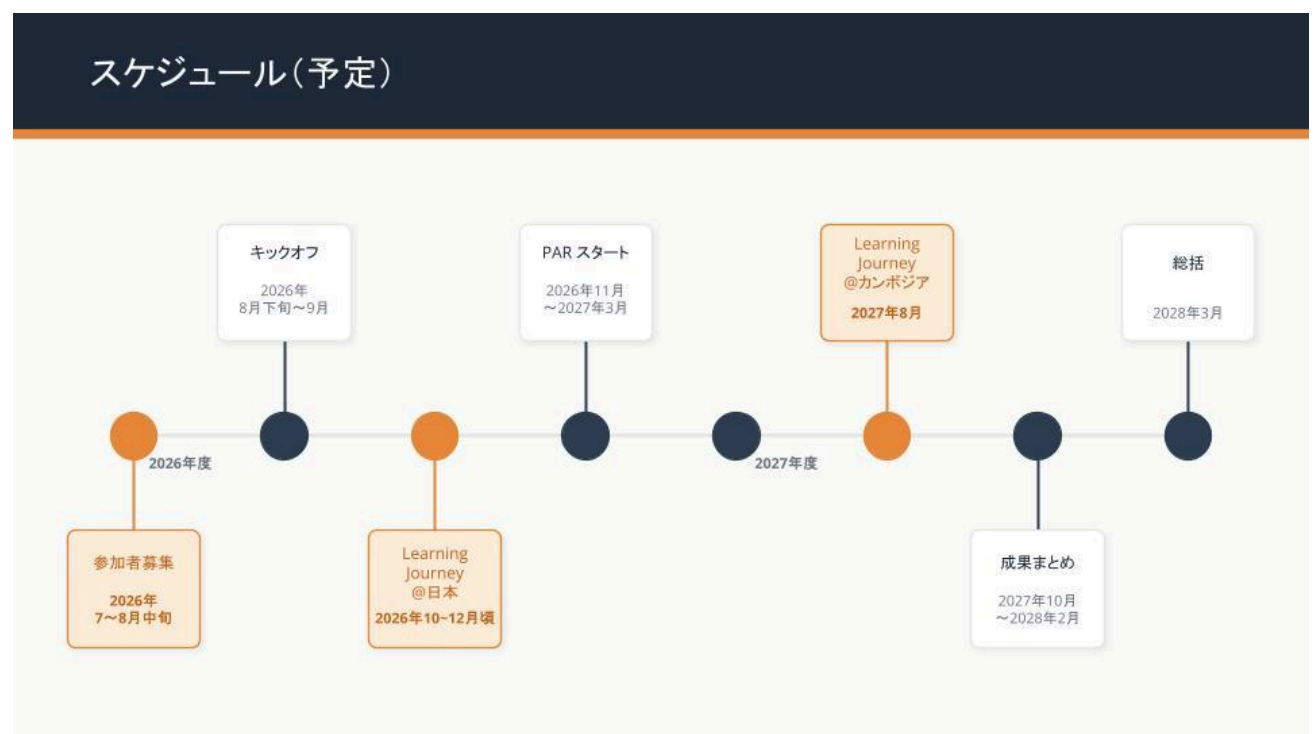 スケジュール（予定）
キックオフ
2026年
8月下旬～9月
PAR スタート
2026年11月
～2027年3月
Learning
Journey
@カンボジア
2027年8月
総括
2028年3月
2026年度
2027年度
参加者募集
2026年
7～8月中旬
Learning
Journey
@日本
2026年10~12月頃
成果まとめ
2027年10月
～2028年2月